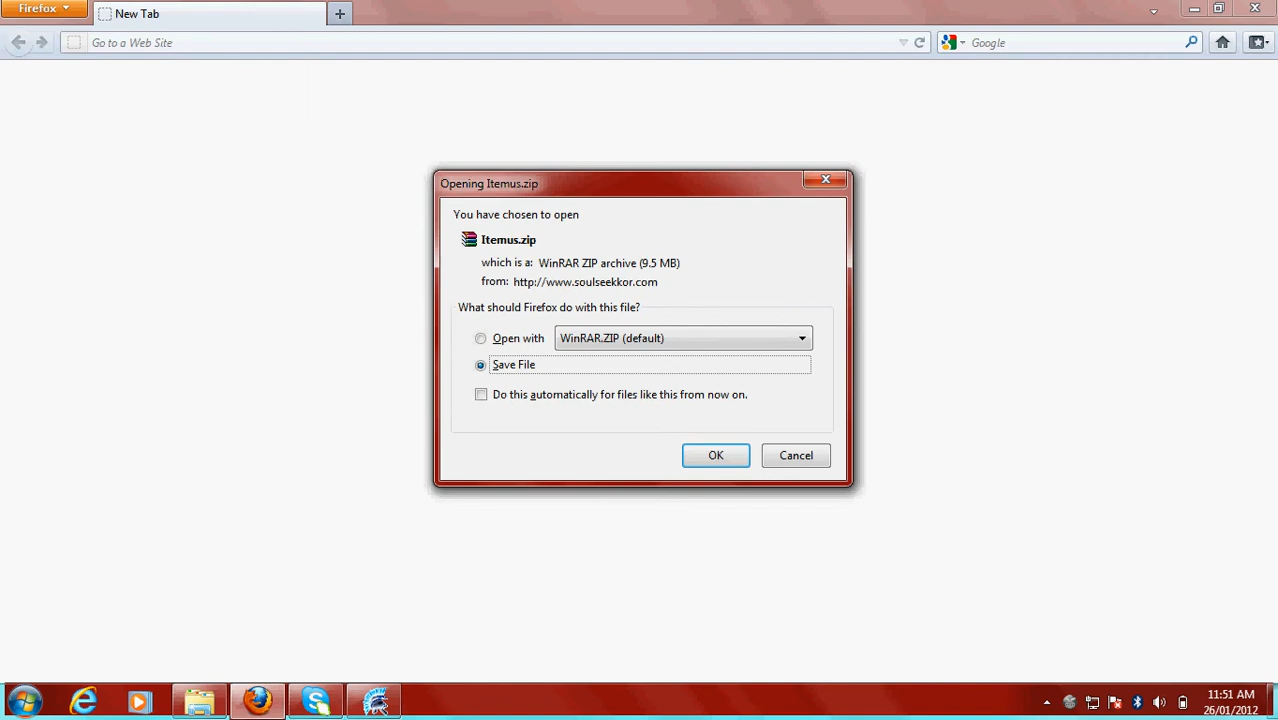 Firefox
New Tab
Go to a Web Site
Google
Opening Itemus.zip
You have chosen to open
Itemus.zip
which is a: WinRAR ZIP archive (9.5 MB)
from: http://www.soulseekkor.com
What should Firefox do with this file?
Open with WinRAR.ZIP (default)
Save File
Do this automatically for files like this from now on.
OK Cancel
11:51 AM
26/01/2012